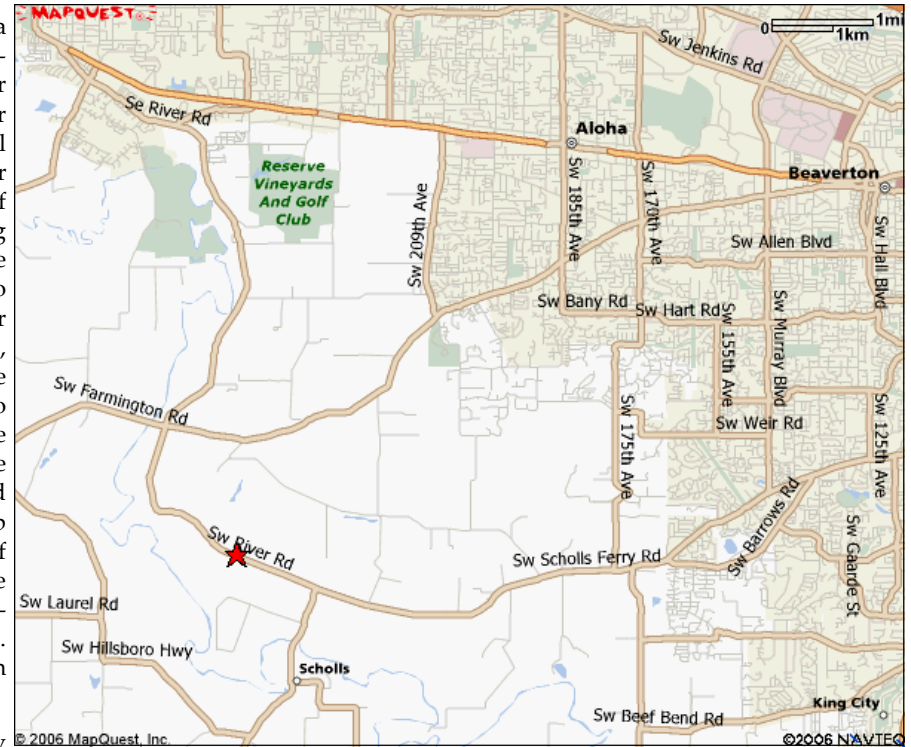 MAPQUEST
1mi
0
1km
Sw Jenkins Rd
Se River Rd
Aloha
Reserve
Vineyards
And Golf
Club
Beaverton
Sw 185th Ave
Sw 170th Ave
Sw 209th Ave
Sw Allen Blvd
Sw Hall Blvd
Sw Bany Rd
Sw Hart Rd
Sw 155th Ave
Sw Murray Blvd
Sw Farmington Rd
Sw 175th Ave
Sw Weir Rd
Sw 125th Ave
Sw River Rd
Sw Scholls Ferry Rd
Sw Barrows Rd
Sw Gaarde St
Sw Laurel Rd
Sw Hillsboro Hwy
Scholls
King City
Sw Beef Bend Rd
© 2006 MapQuest, Inc.
©2006 NAVTEQ